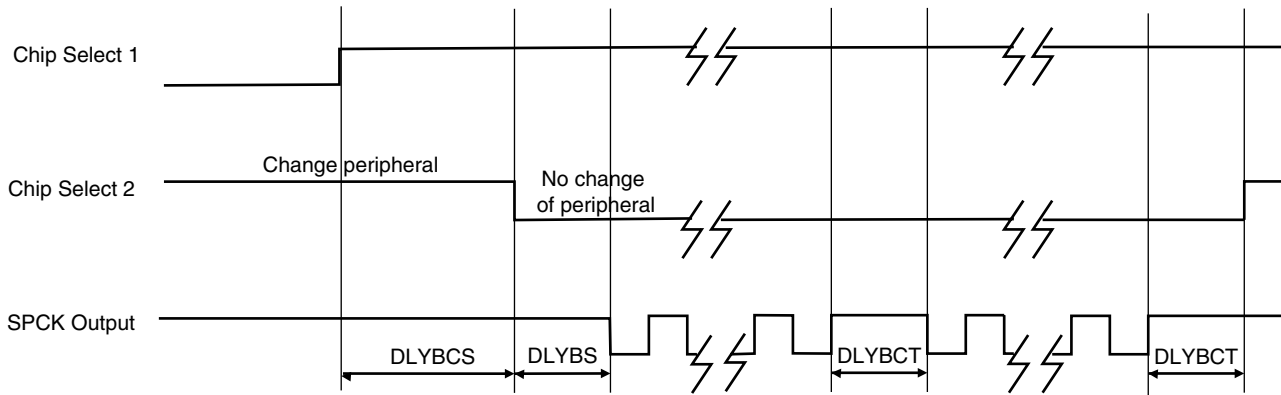 Chip Select 1
Change peripheral
Chip Select 2
No change
of peripheral
SPCK Output
DLYBCS
DLYBS
DLYBCT
DLYBCT